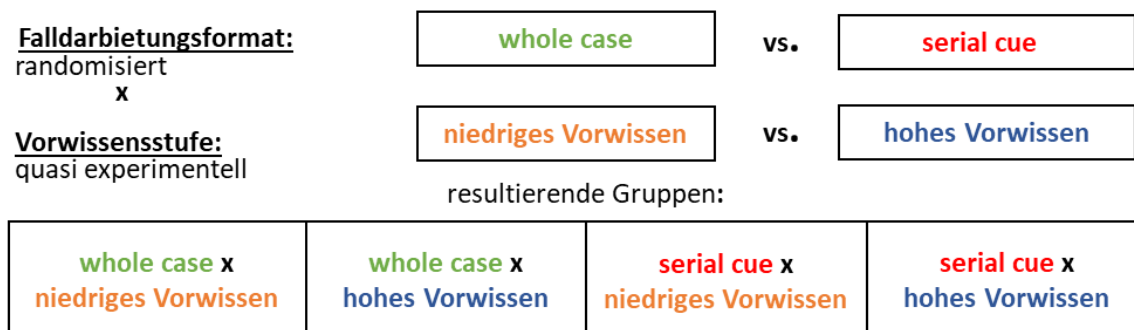 Falldarbietungsformat:
randomisiert
x
whole case vs. serial cue
Vorwissensstufe:
quasi experimentell
niedriges Vorwissen vs. hohes Vorwissen
resultierende Gruppen:
whole case x
niedriges Vorwissen
whole case x
hohes Vorwissen
serial cue x
niedriges Vorwissen
serial cue x
hohes Vorwissen